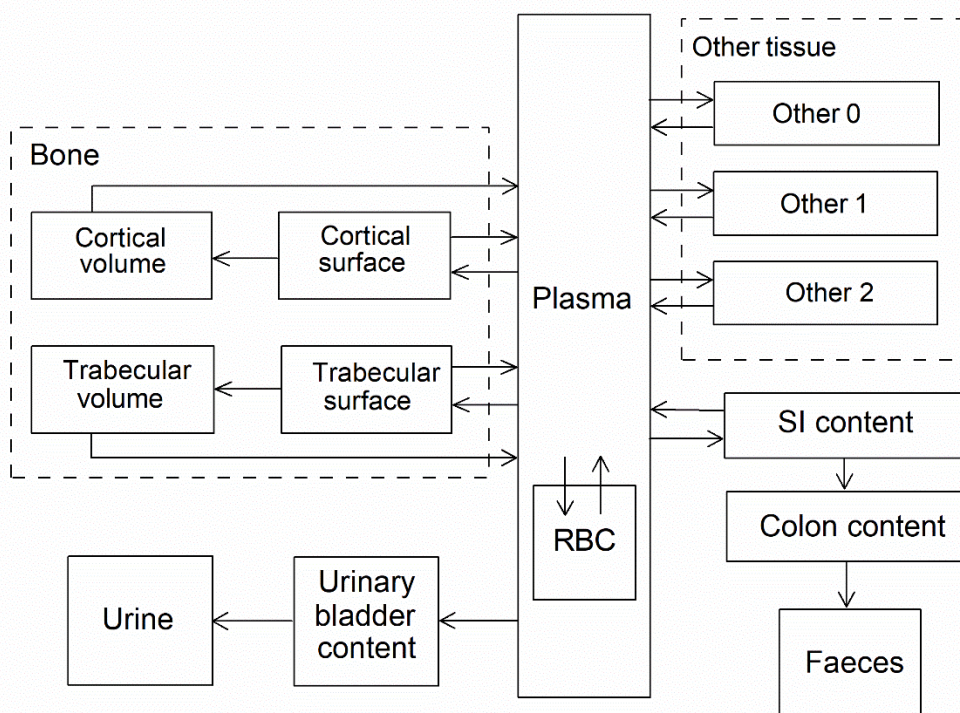 Other tissue
Other 0
Bone
Other 1
Cortical
volume
Cortical
surface
Plasma
Other 2
Trabecular
volume
Trabecular
surface
SI content
RBC
Colon content
Urine
Urinary
bladder
content
Faeces